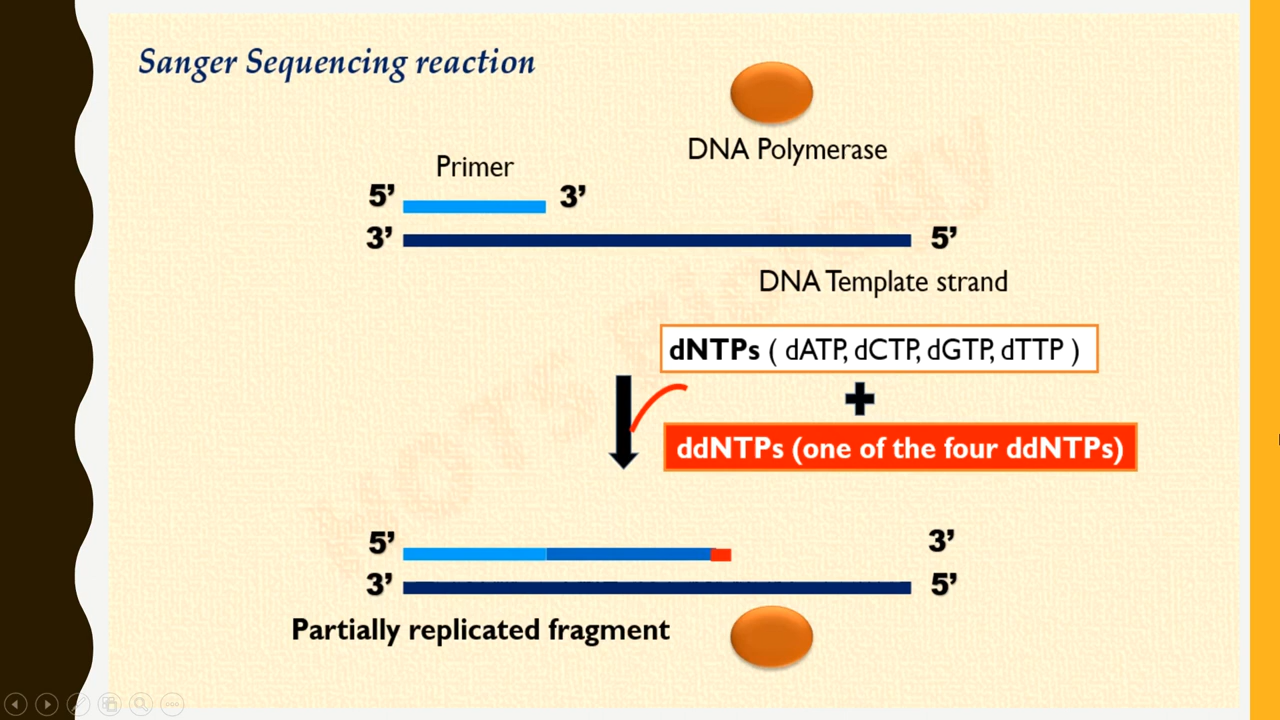 Sanger Sequencing reaction
DNA Polymerase
Primer
5’ 3’
3’ 5’
DNA Template strand
dNTPs ( dATP, dCTP, dGTP, dTTP )
+
ddNTPs (one of the four ddNTPs)
5’ 3’
3’ 5’
Partially replicated fragment